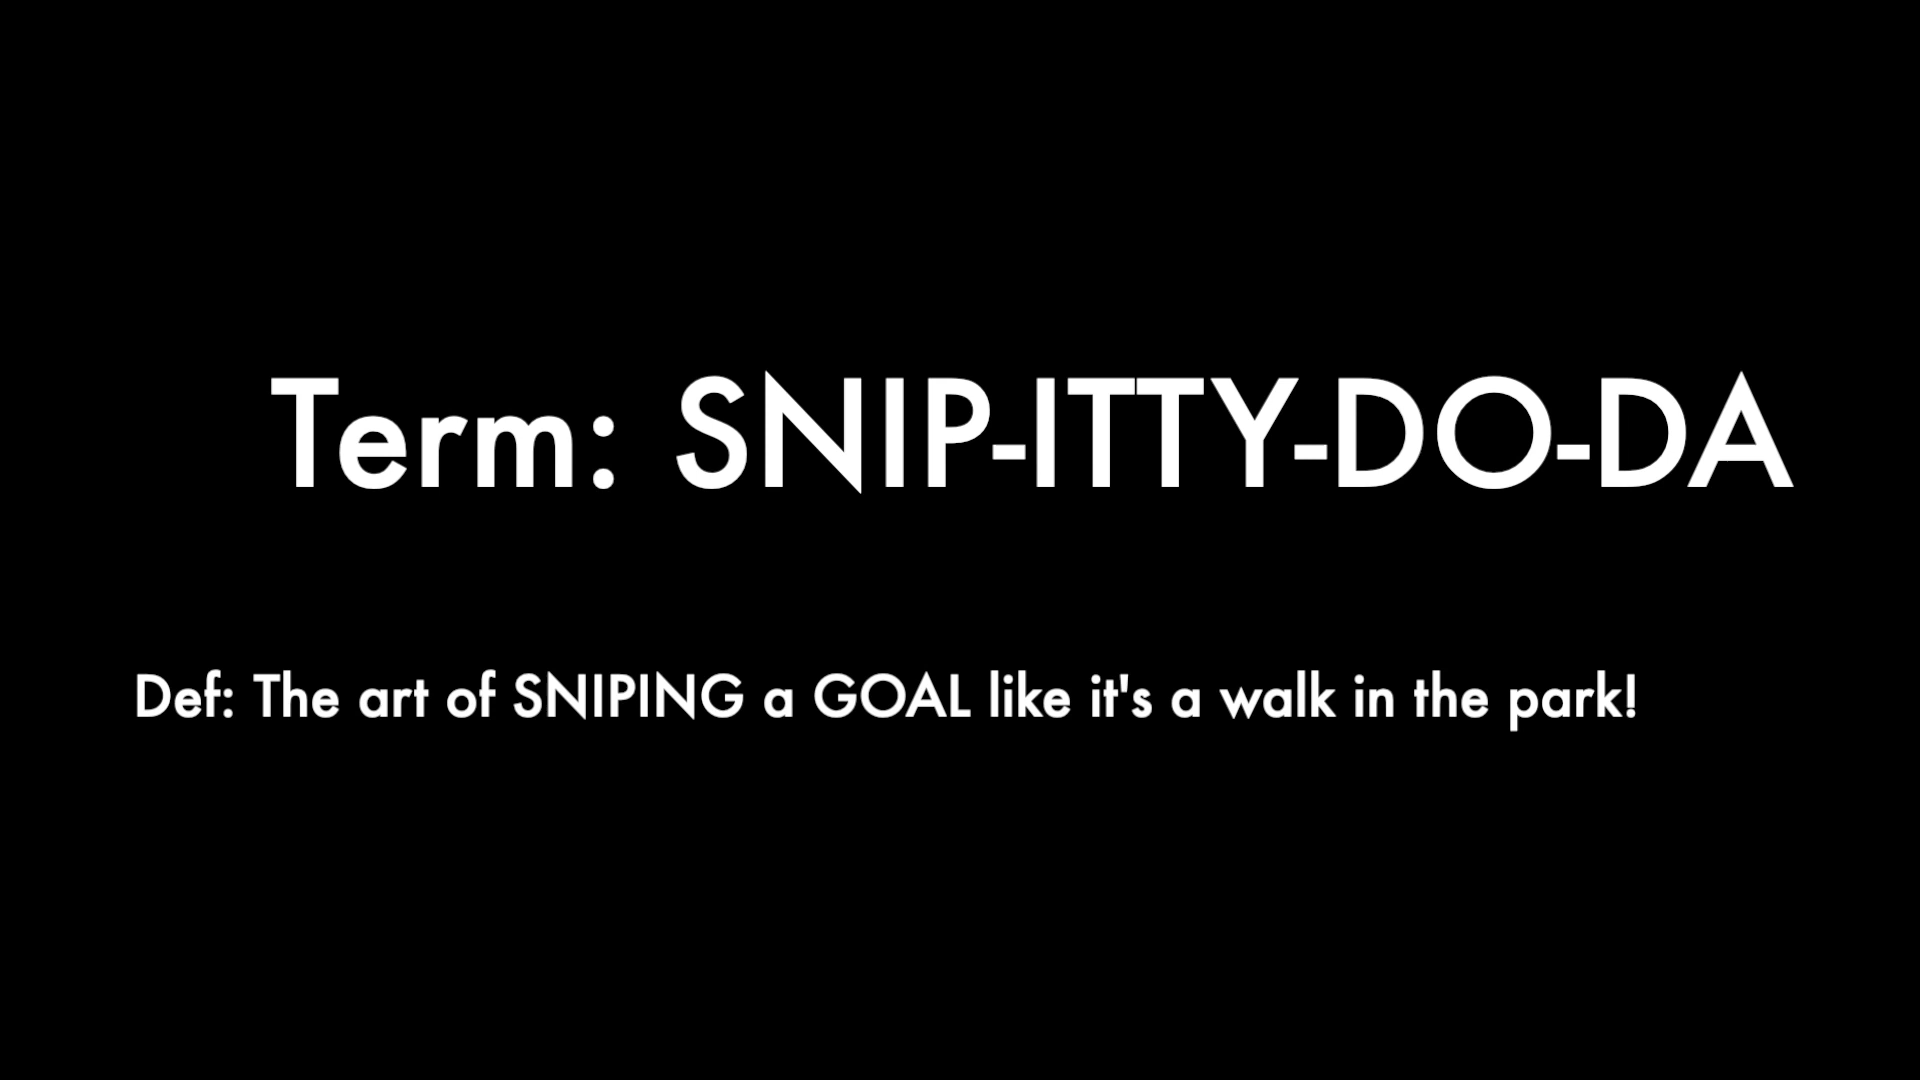 Term: SNIP-ITTY-DO-DA
Def: The art of SNIPING a GOAL like it's a walk in the park!